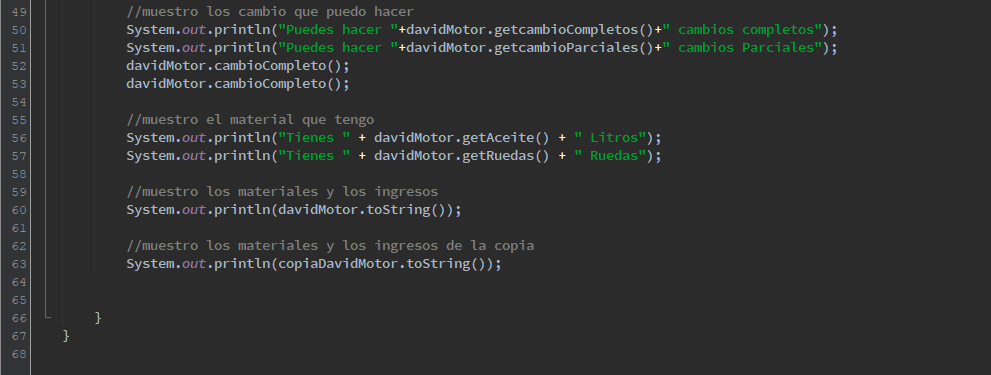 49 //muestro los cambio que puedo hacer
50 System.out.println("Puedes hacer "+davidMotor.getcambioCompletos()+" cambios completos");
51 System.out.println("Puedes hacer "+davidMotor.getcambioParciales()+" cambios Parciales");
52 davidMotor.cambioCompleto();
53 davidMotor.cambioCompleto();
54
55 //muestro el material que tengo
56 System.out.println("Tienes " + davidMotor.getAceite() + " Litros");
57 System.out.println("Tienes " + davidMotor.getRuedas() + " Ruedas");
58
59 //muestro los materiales y los ingresos
60 System.out.println(davidMotor.toString());
61
62 //muestro los materiales y los ingresos de la copia
63 System.out.println(copiaDavidMotor.toString());
64
65
66 }
67 }
68